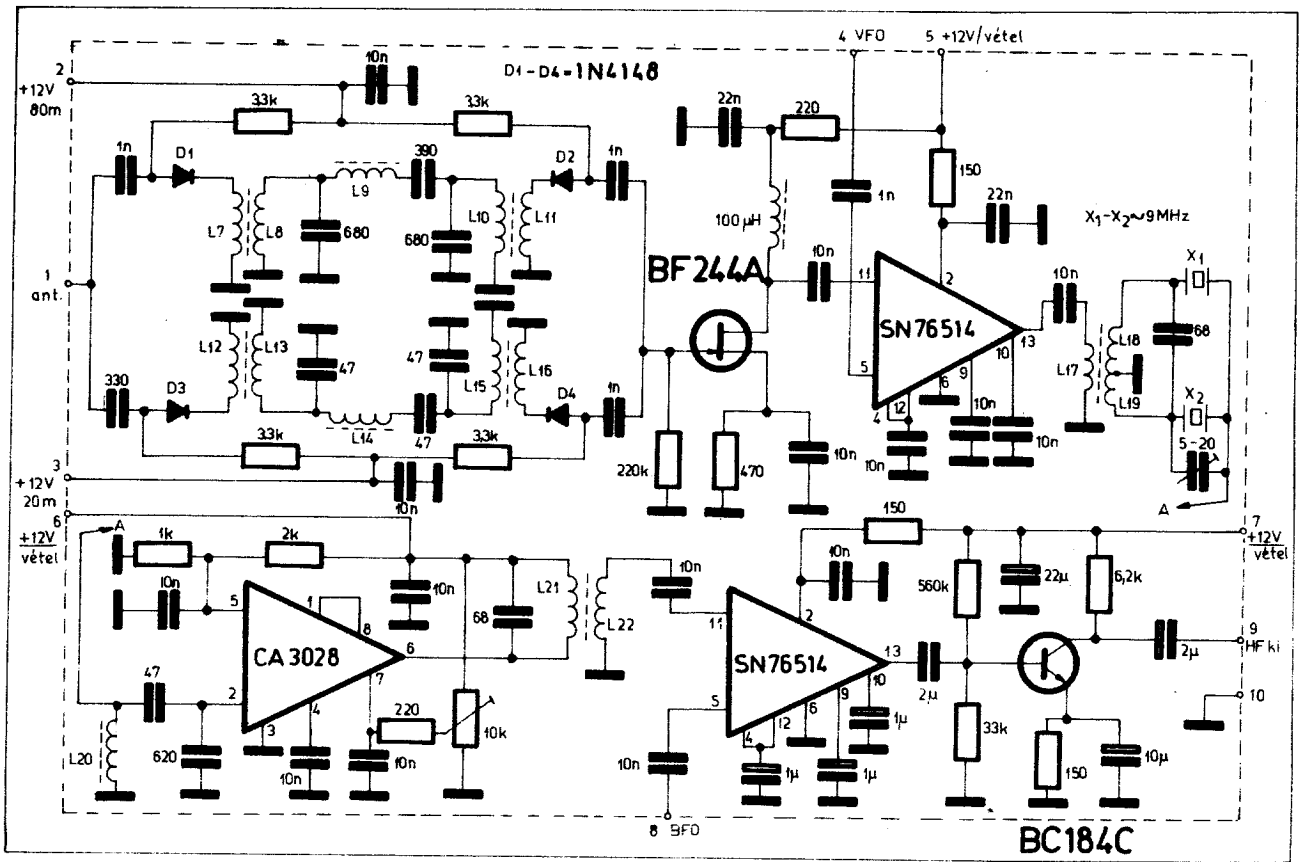 4 VFO
5 +12V/vétel
2
+12V
80m
10n
D1-D4=1N4148
3,3k
3,3k
22n
220
1n
D1
390
D2
1n
L9
150
22n
1n
100µH
X1-X2~9MHz
L7
L8
680
680
L10
L11
BF244A
10n
11
2
10n
X1
1
ant.
SN76514
13
L18
68
L12
L13
47
47
L15
L16
5
6
9
10
L17
L19
330
D3
D4
1n
4
12
10n
X2
L14
47
10n
10n
5-20
3,3k
3,3k
220k
470
10n
A
3
+12V
20m
10n
6
+12V
vétel
A
1k
2k
150
7
+12V
vétel
10n
5
1
8
10n
68
L21
L22
10n
10n
2
560k
22µ
6,2k
CA3028
6
11
SN76514
13
9
HF ki
47
2
7
5
10
9
2µ
2µ
10
L20
620
3
4
220
10k
4
12
6
1µ
33k
10n
10n
10n
1µ
1µ
150
10µ
8 BFO
BC184C